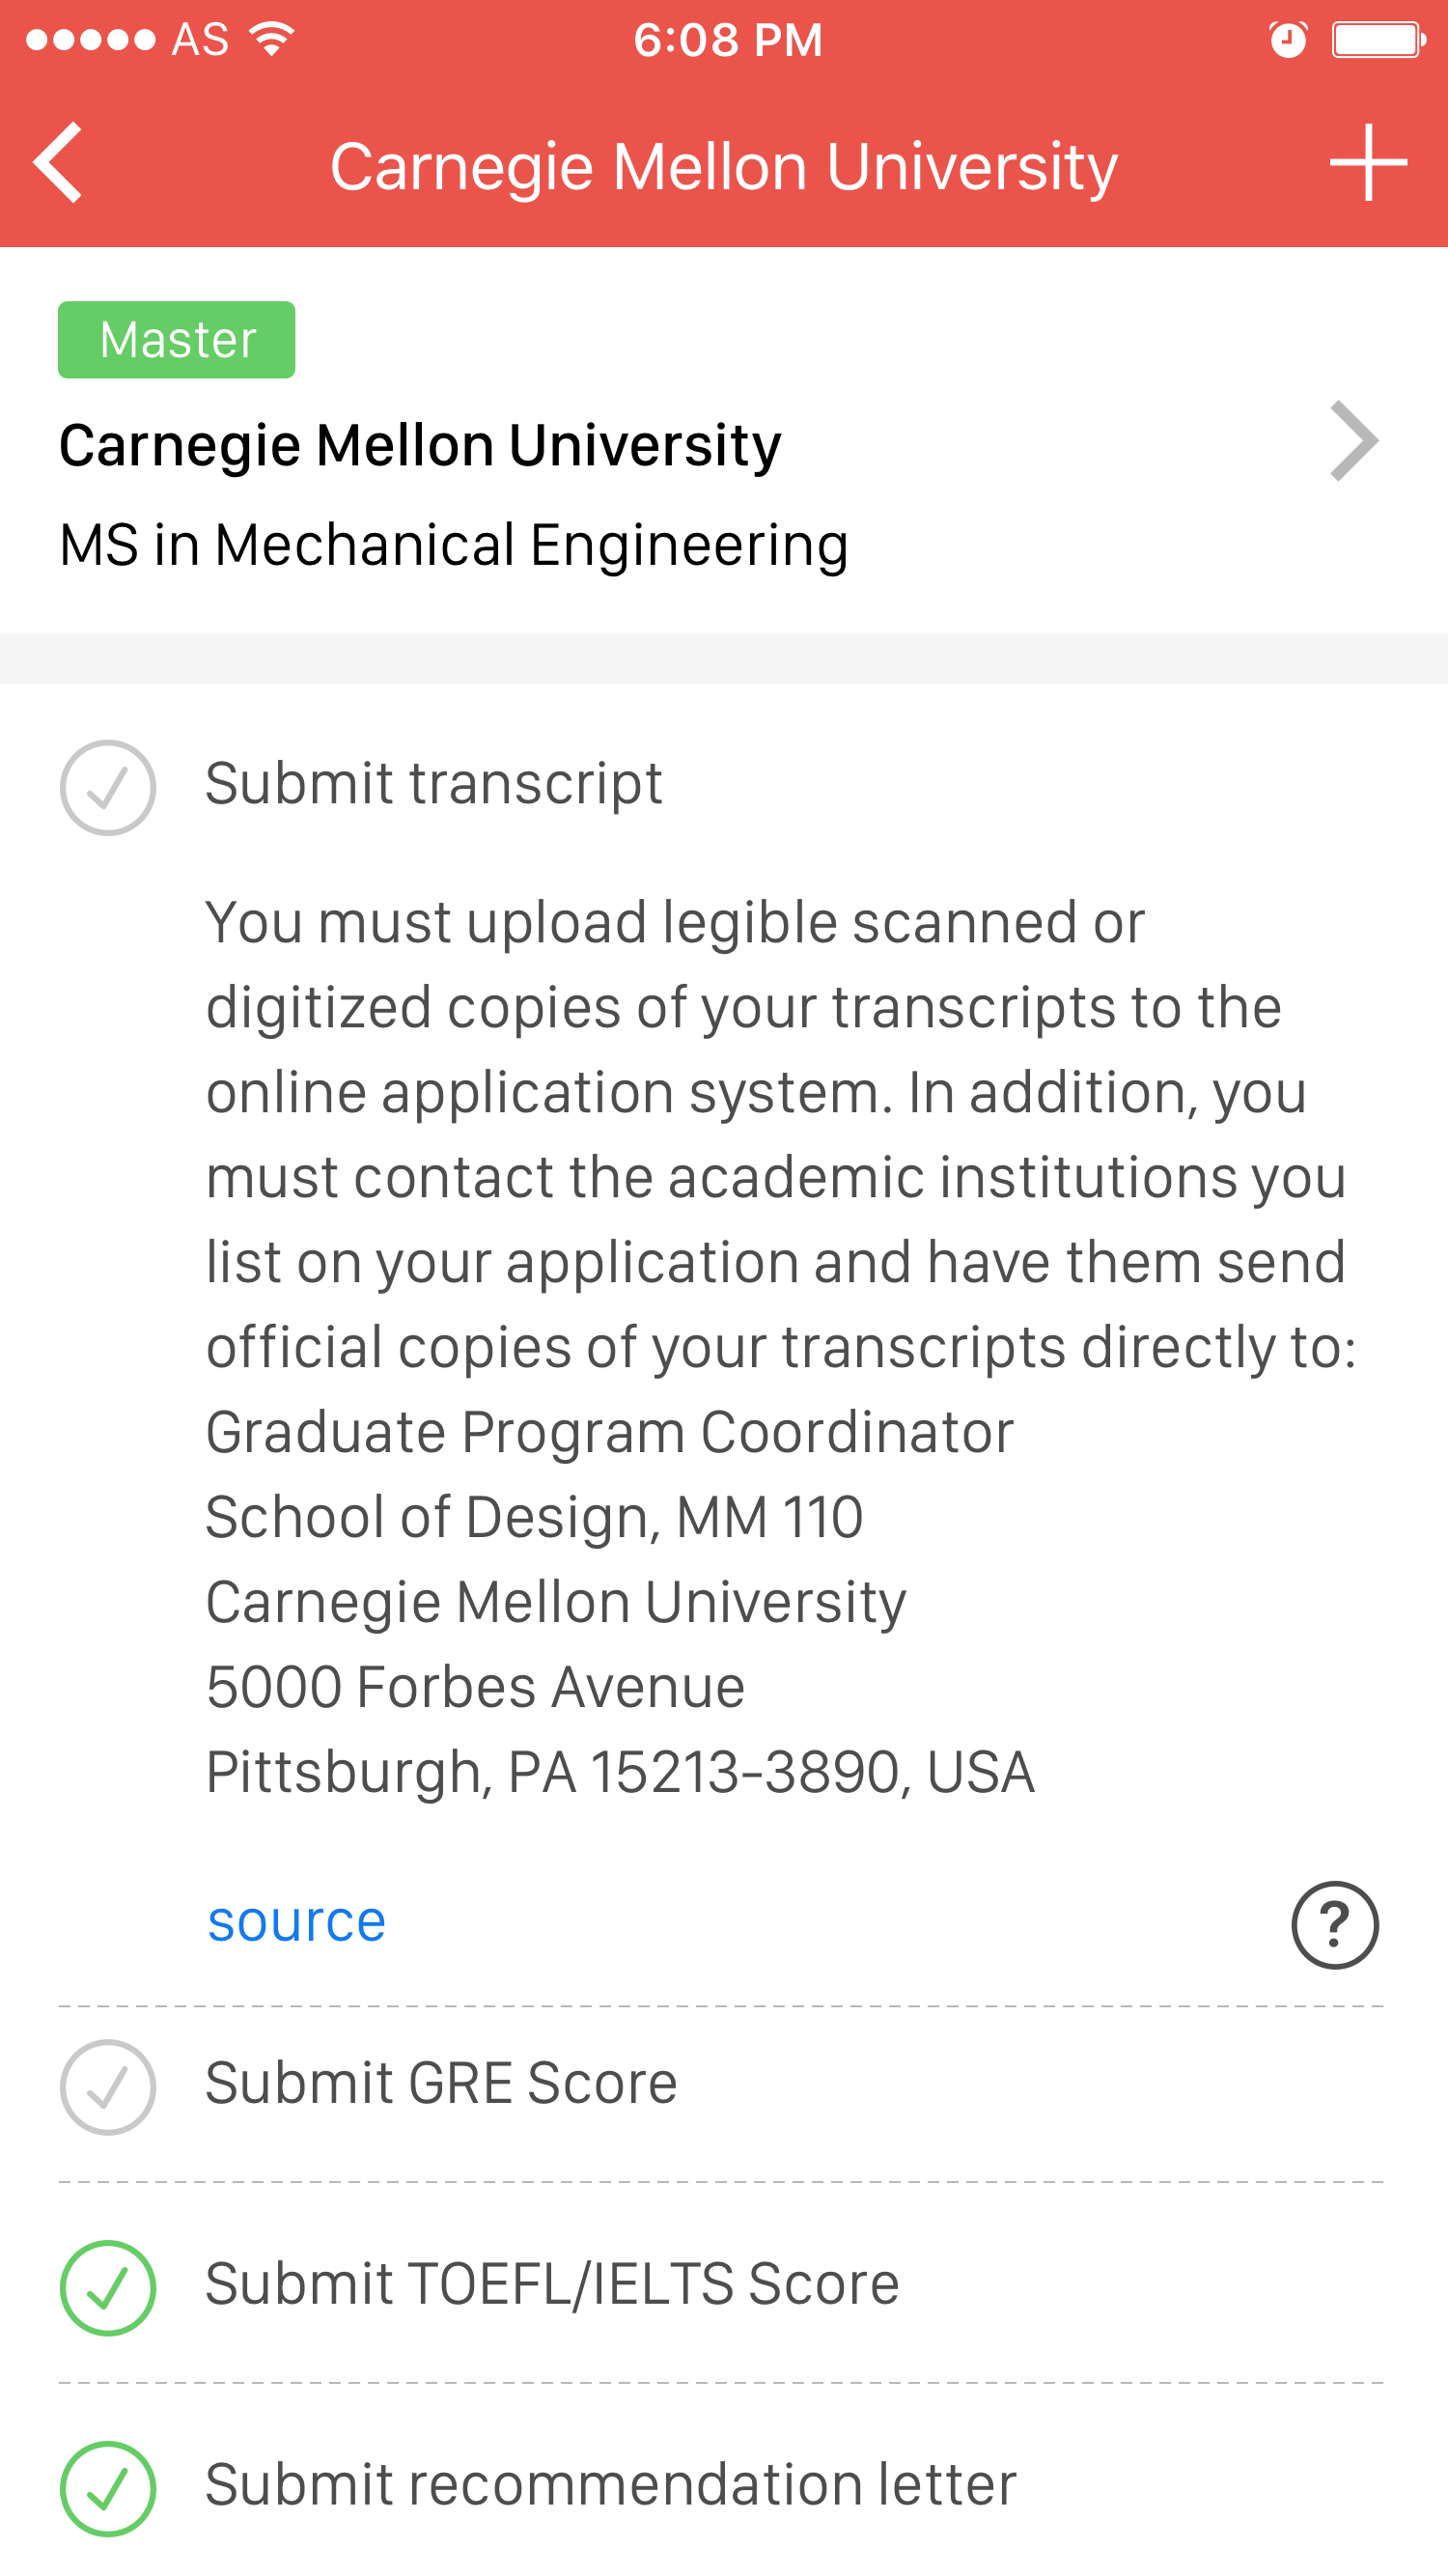 AS 6:08 PM
Carnegie Mellon University
Master
Carnegie Mellon University
MS in Mechanical Engineering
Submit transcript
You must upload legible scanned or
digitized copies of your transcripts to the
online application system. In addition, you
must contact the academic institutions you
list on your application and have them send
official copies of your transcripts directly to:
Graduate Program Coordinator
School of Design, MM 110
Carnegie Mellon University
5000 Forbes Avenue
Pittsburgh, PA 15213-3890, USA
source ?
Submit GRE Score
Submit TOEFL/IELTS Score
Submit recommendation letter